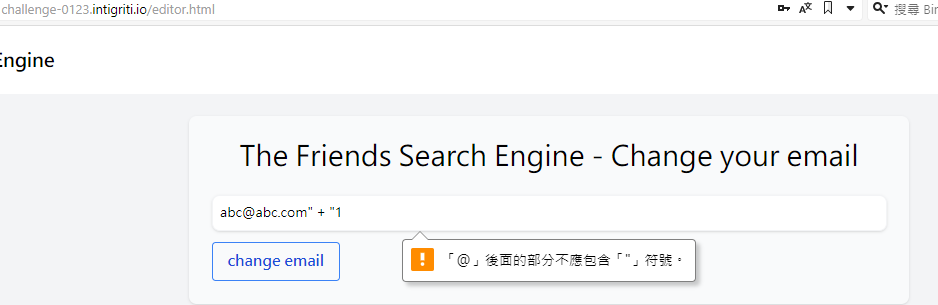 challenge-0123.intigriti.io/editor.html
搜尋 Bin
Engine
The Friends Search Engine - Change your email
abc@abc.com" + "1
change email
「@」後面的部分不應包含「"」符號。